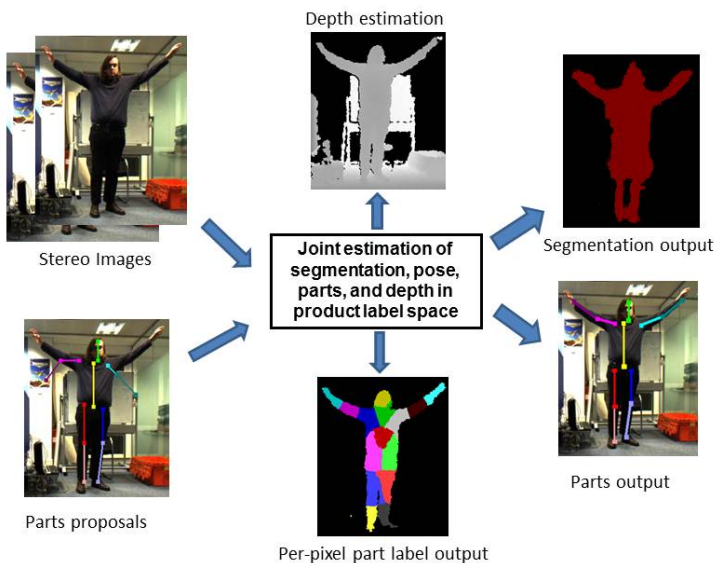 Depth estimation
Stereo Images
Joint estimation of
segmentation, pose,
parts, and depth in
product label space
Segmentation output
Parts proposals
Per-pixel part label output
Parts output